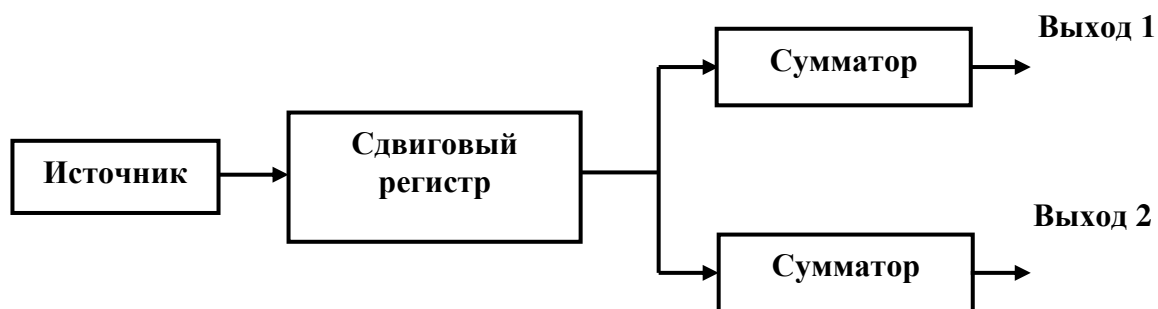 Выход 1
Сумматор
Сдвиговый
регистр
Источник
Выход 2
Сумматор